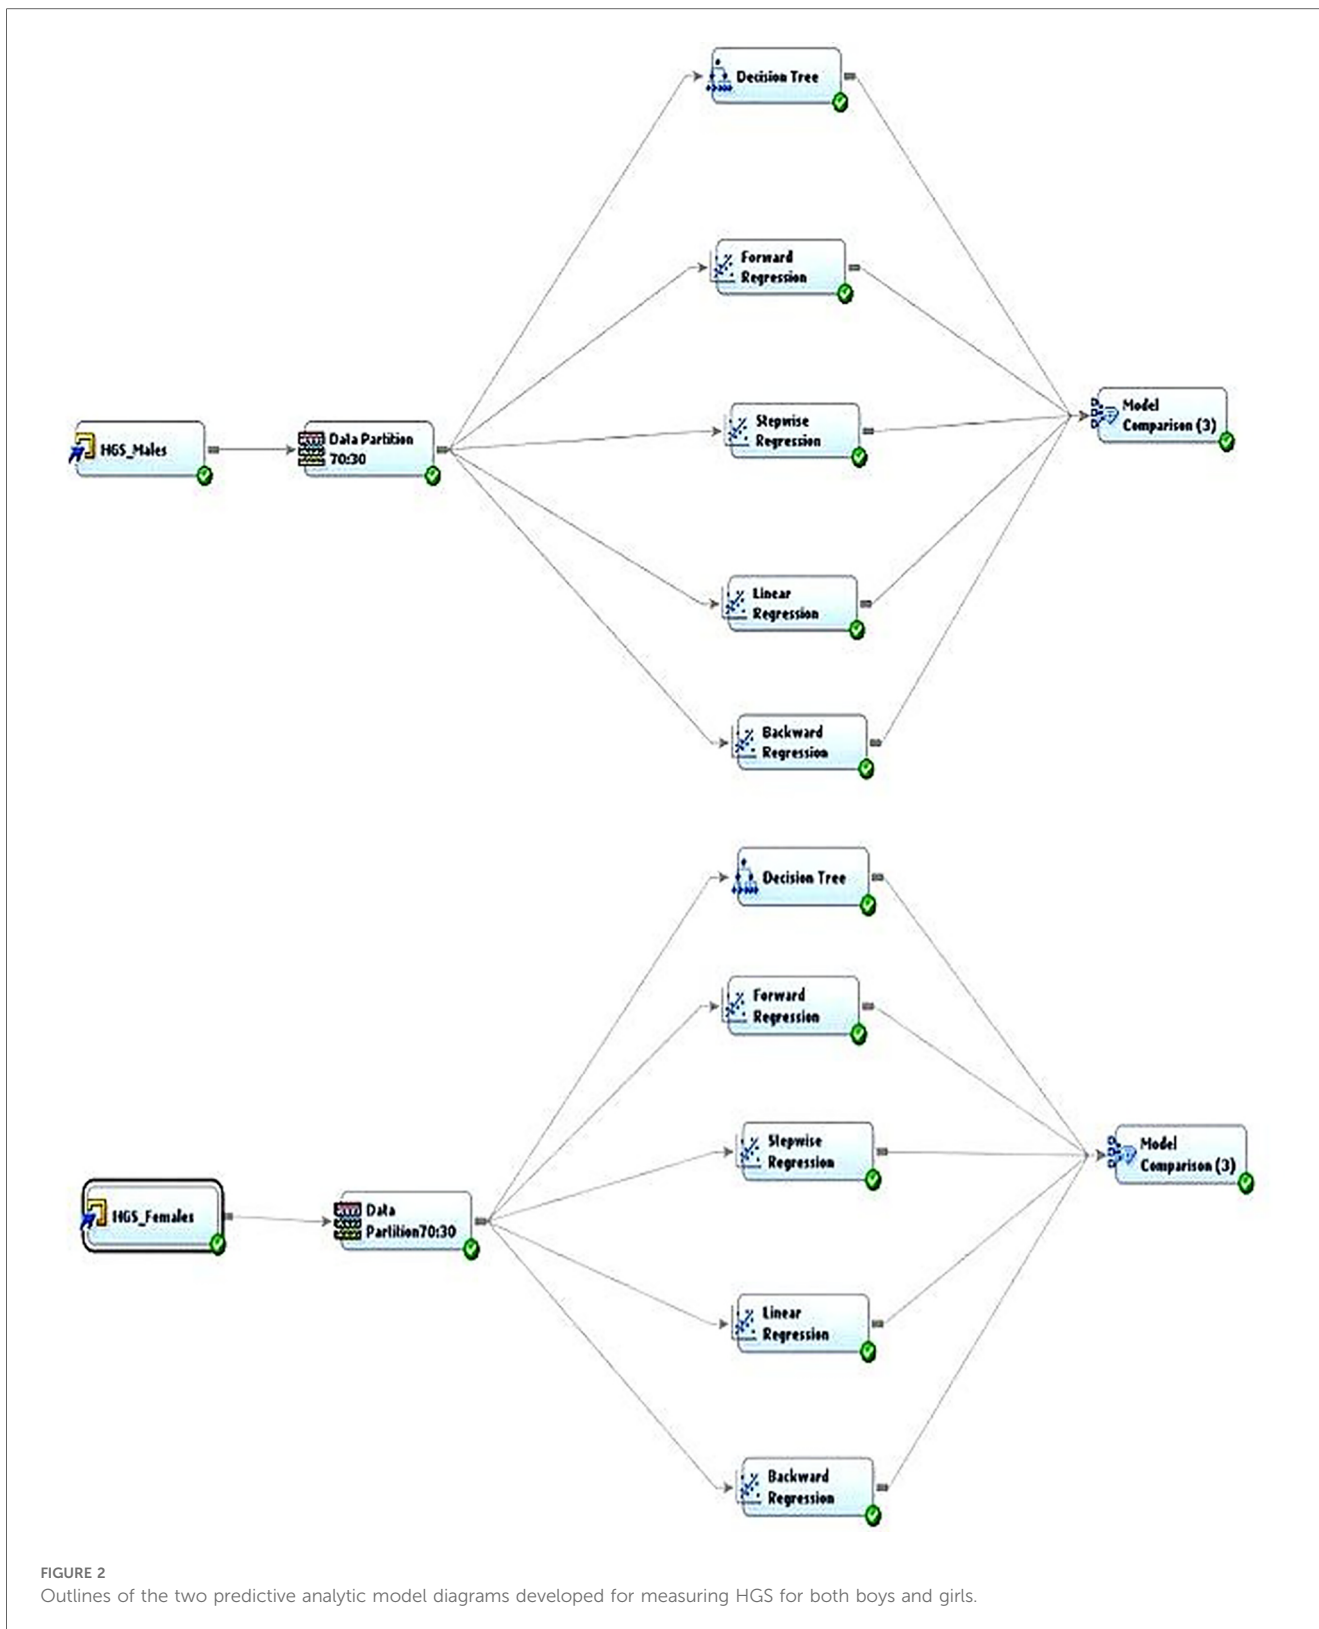 Decision Tree
Forward
Regression
HGS_Males
Data Partition
70:30
Stepwise
Regression
Model
Comparison (3)
Linear
Regression
Backward
Regression
Decision Tree
Forward
Regression
Stepwise
Regression
Model
Comparison (3)
HGS_Females
Data
Partition70:30
Linear
Regression
Backward
Regression
FIGURE 2
Outlines of the two predictive analytic model diagrams developed for measuring HGS for both boys and girls.